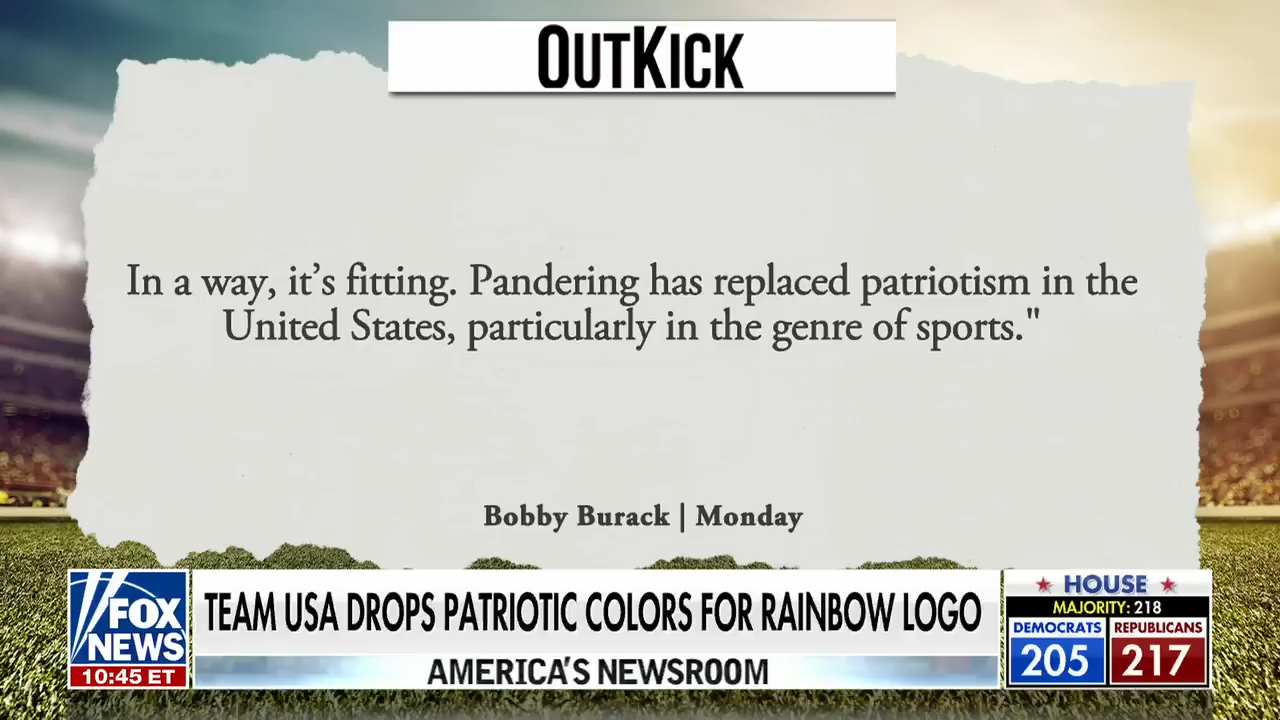 OUTKICK
In a way, it’s fitting. Pandering has replaced patriotism in the
United States, particularly in the genre of sports."
Bobby Burack | Monday
FOX
NEWS
10:45 ET
TEAM USA DROPS PATRIOTIC COLORS FOR RAINBOW LOGO
AMERICA'S NEWSROOM
HOUSE
MAJORITY: 218
DEMOCRATS REPUBLICANS
205 217